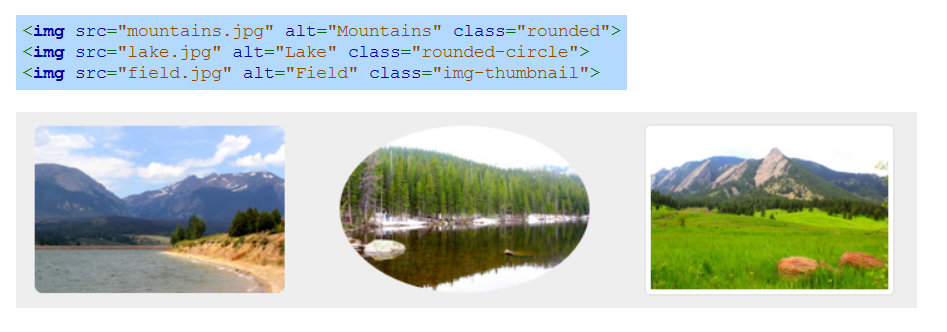 <img src="mountains.jpg" alt="Mountains" class="rounded">
<img src="lake.jpg" alt="Lake" class="rounded-circle">
<img src="field.jpg" alt="Field" class="img-thumbnail">